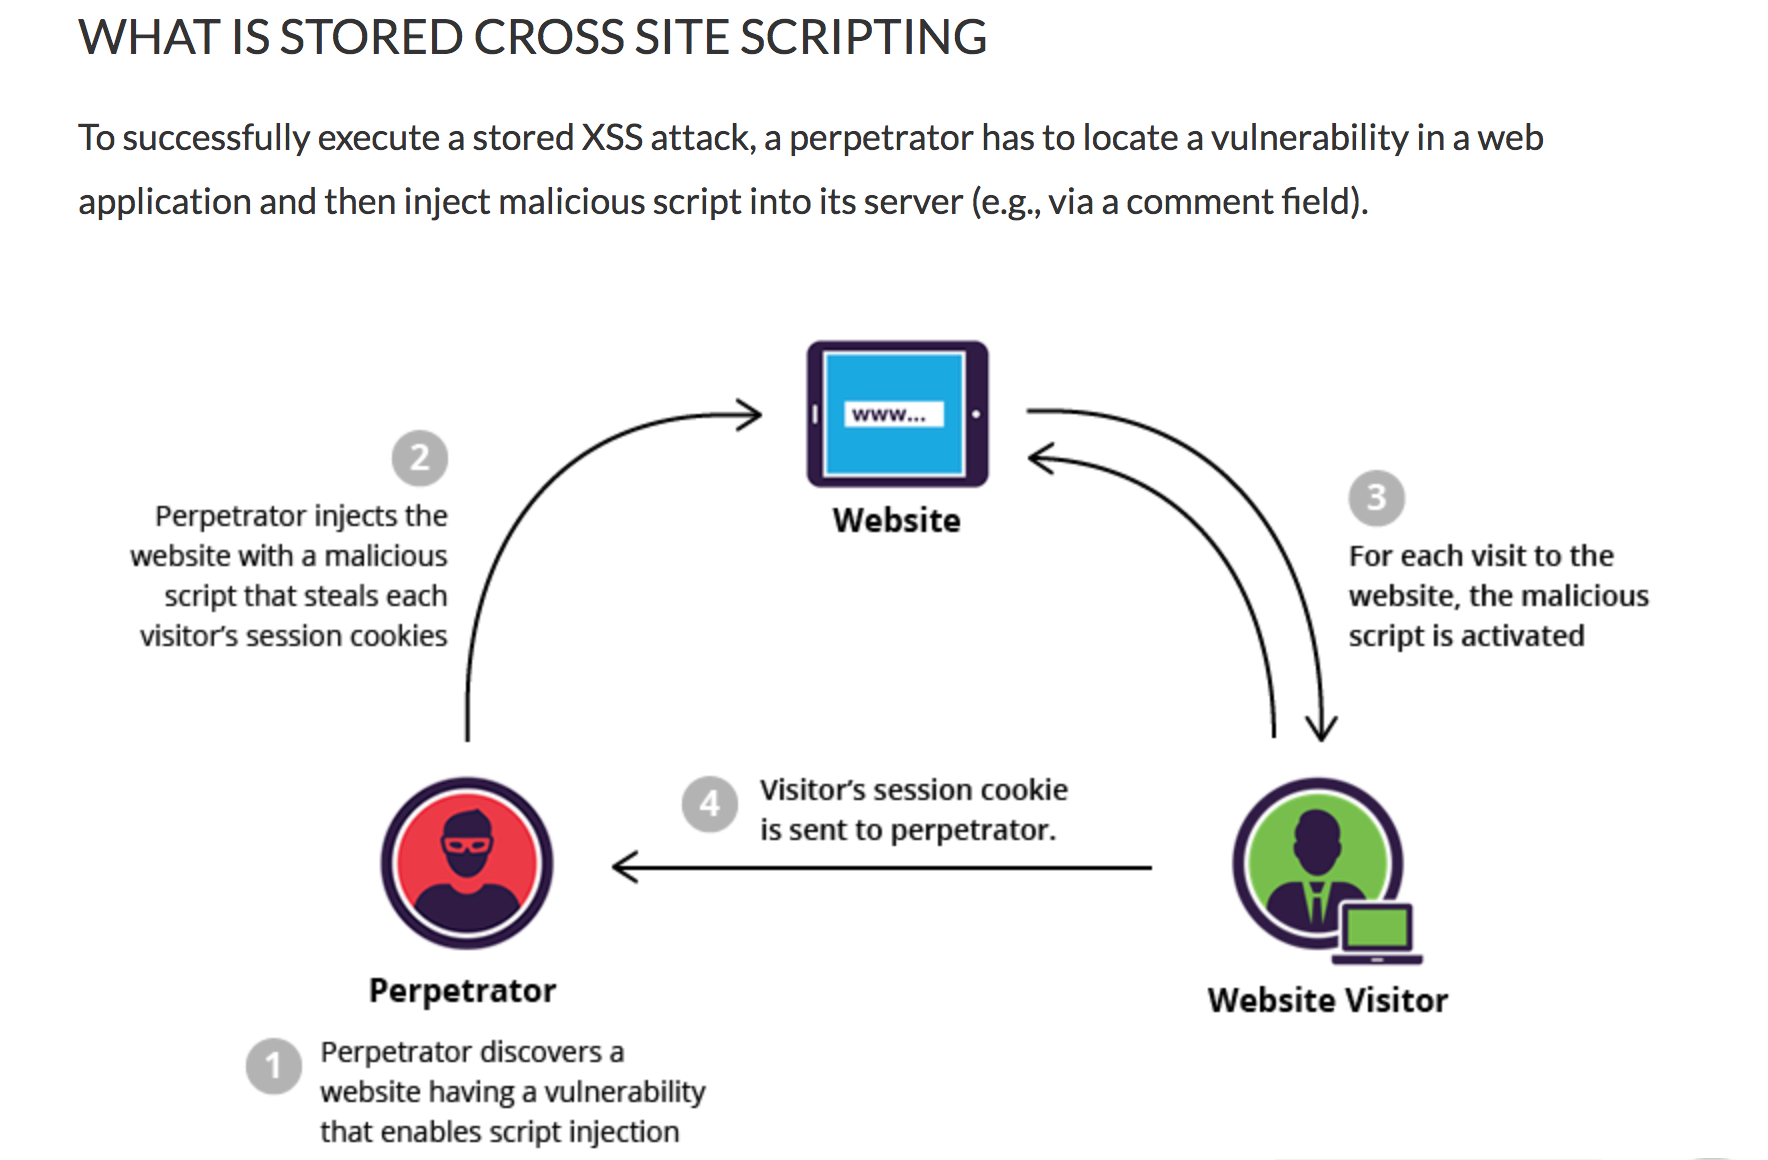 WHAT IS STORED CROSS SITE SCRIPTING
To successfully execute a stored XSS attack, a perpetrator has to locate a vulnerability in a web
application and then inject malicious script into its server (e.g., via a comment field).
www...
Website
2
Perpetrator injects the
website with a malicious
script that steals each
visitor's session cookies
3
For each visit to the
website, the malicious
script is activated
4
Visitor's session cookie
is sent to perpetrator.
Perpetrator
Website Visitor
1
Perpetrator discovers a
website having a vulnerability
that enables script injection